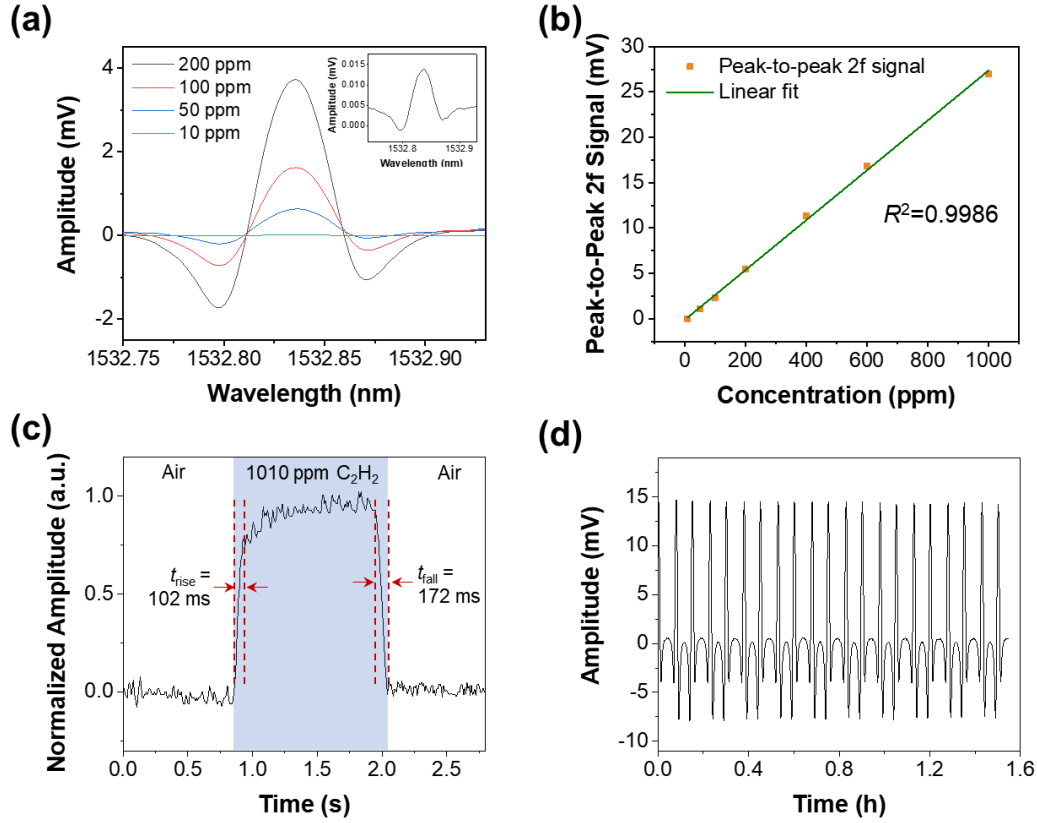 (a)
Amplitude (mV)
4
2
0
-2
1532.75
1532.80
1532.85
1532.90
Wavelength (nm)
200 ppm
100 ppm
50 ppm
10 ppm
Amplitude (mV)
0.015
0.010
0.005
0.000
1532.8
1532.9
Wavelength (nm)
(b)
Peak-to-Peak 2f Signal (mV)
30
25
20
15
10
5
0
0
200
400
600
800
1000
Concentration (ppm)
Peak-to-peak 2f signal
Linear fit
R²=0.9986
(c)
Normalized Amplitude (a.u.)
1.0
0.5
0.0
0.0
0.5
1.0
1.5
2.0
2.5
Time (s)
Air
1010 ppm C₂H₂
Air
t_rise =
102 ms
t_fall =
172 ms
(d)
Amplitude (mV)
15
10
5
0
-5
-10
0.0
0.4
0.8
1.2
1.6
Time (h)